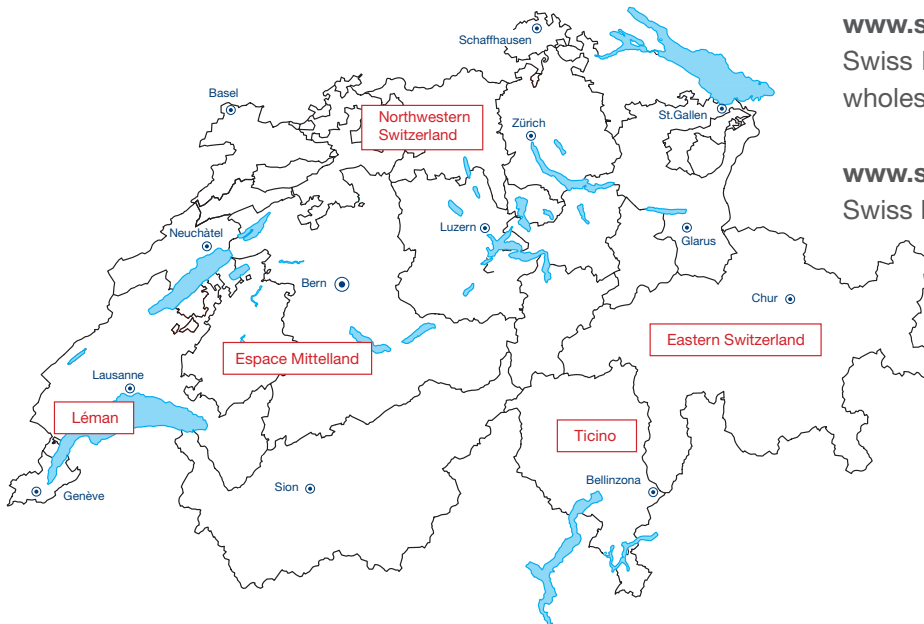 www.s
Swiss
wholes
www.s
Swiss
Schaffhausen
Basel
Northwestern
Switzerland
Zürich
St.Gallen
Neuchàtel
Luzern
Glarus
Bern
Chur
Eastern Switzerland
Espace Mittelland
Lausanne
Léman
Ticino
Sion
Bellinzona
Genève